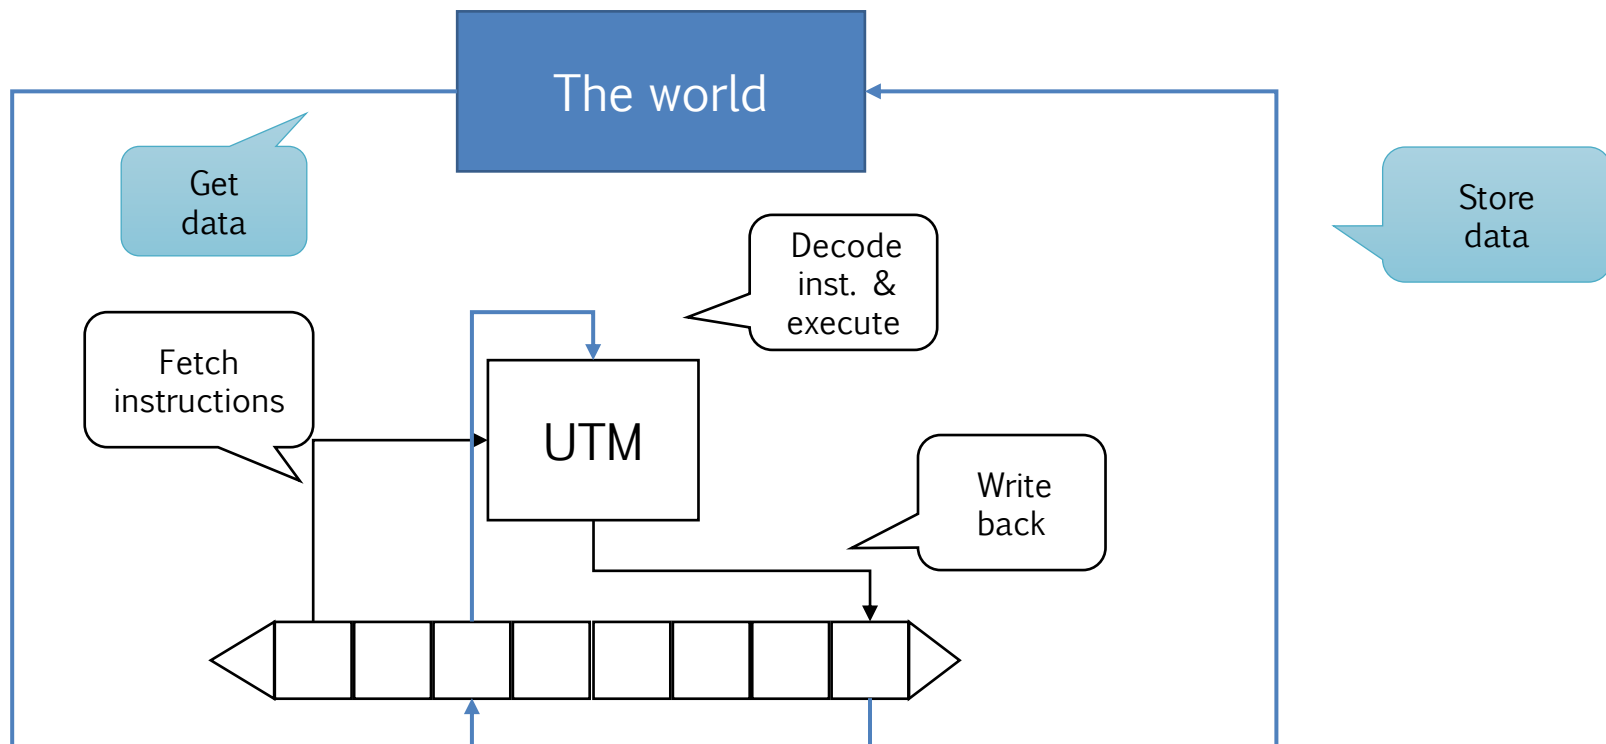 The world
Get
data
Store
data
Decode
inst. &
execute
Fetch
instructions
UTM
Write
back